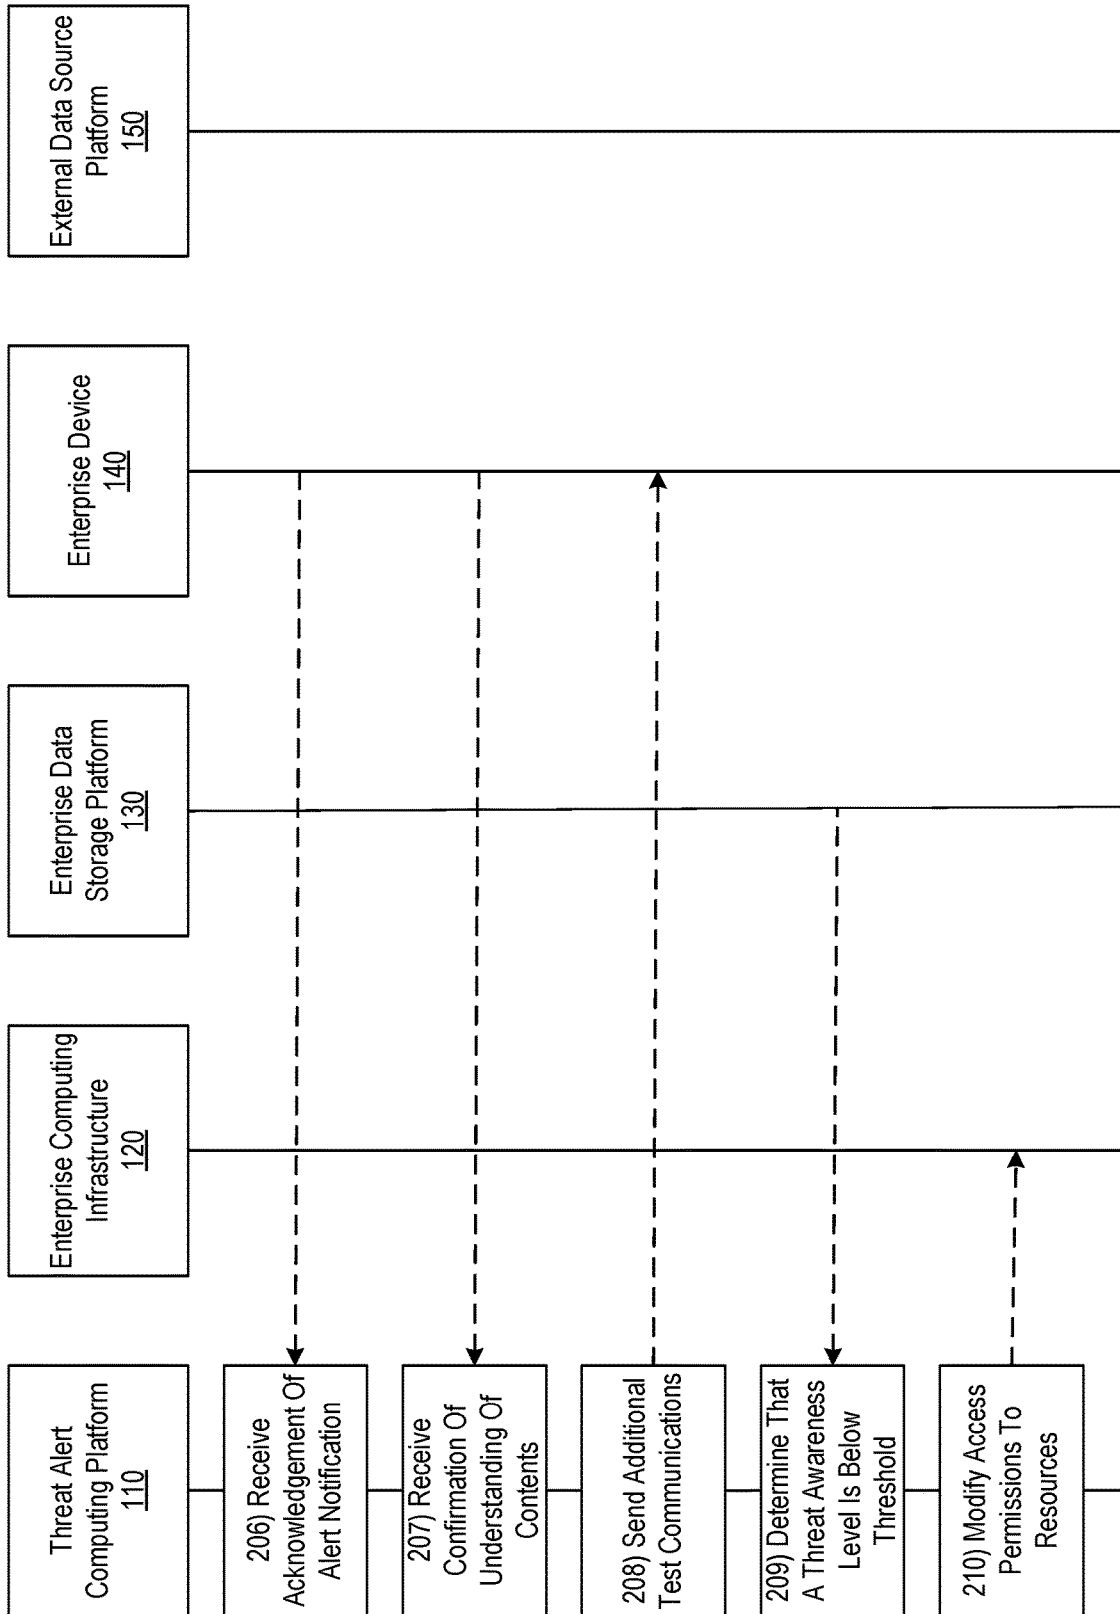 Threat Alert
Computing Platform
110
Enterprise Computing
Infrastructure
120
Enterprise Data
Storage Platform
130
Enterprise Device
140
External Data Source
Platform
150
206) Receive
Acknowledgement Of
Alert Notification
207) Receive
Confirmation Of
Understanding Of
Contents
208) Send Additional
Test Communications
209) Determine That
A Threat Awareness
Level Is Below
Threshold
210) Modify Access
Permissions To
Resources